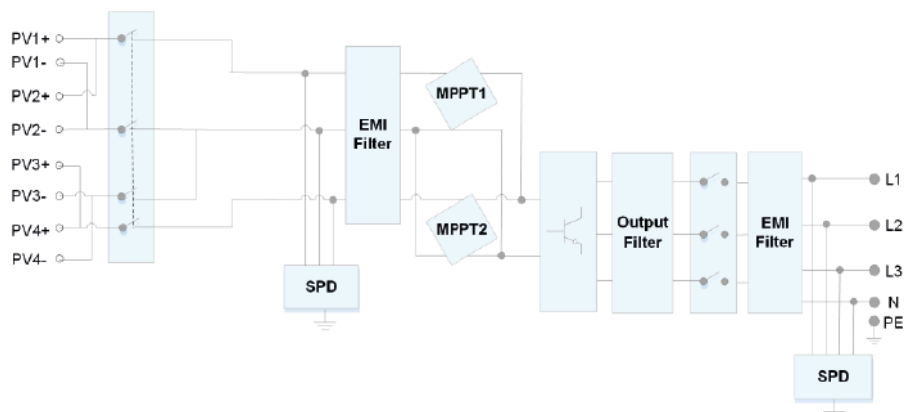 PV1+
PV1-
PV2+
PV2-
PV3+
PV3-
PV4+
PV4-
EMI
Filter
SPD
MPPT1
MPPT2
Output
Filter
EMI
Filter
L1
L2
L3
N
PE
SPD